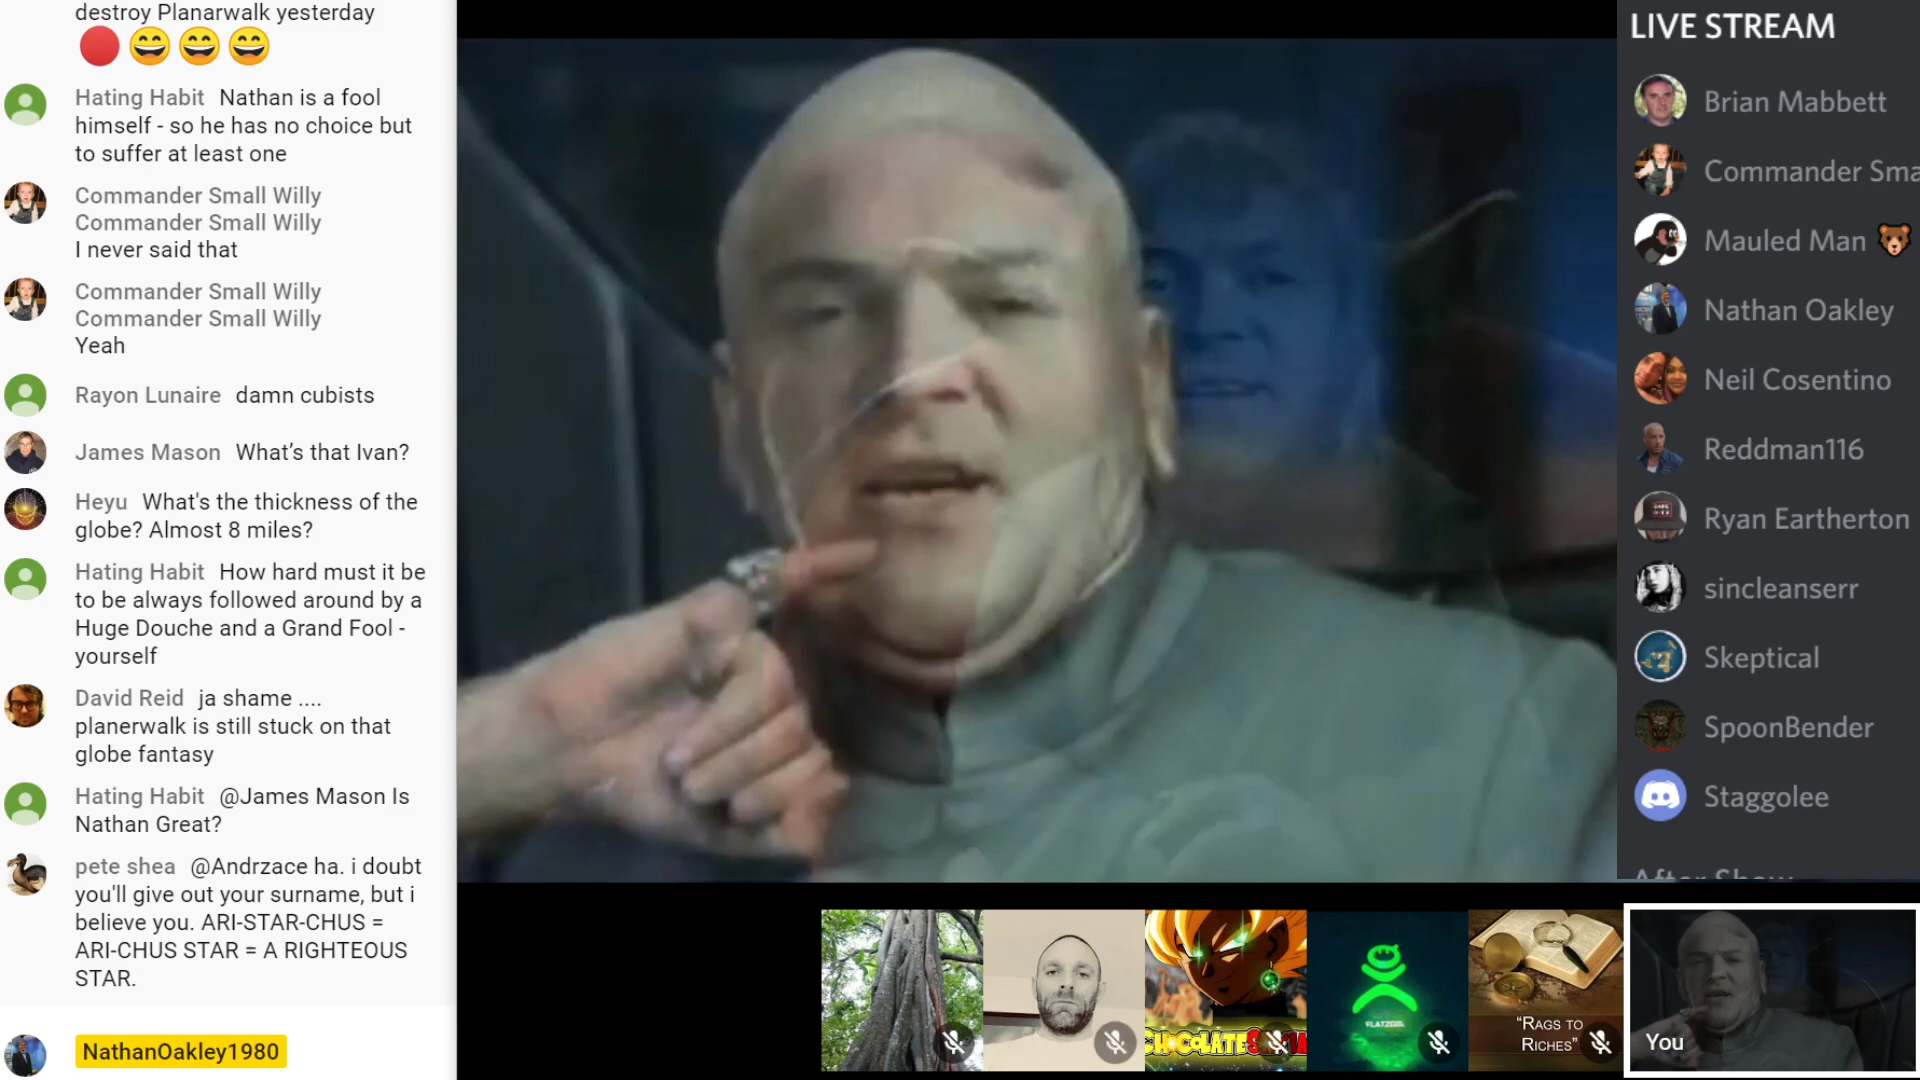 destroy Planarwalk yesterday
Hating Habit Nathan is a fool
himself - so he has no choice but
to suffer at least one
Commander Small Willy
Commander Small Willy
I never said that
Commander Small Willy
Commander Small Willy
Yeah
Rayon Lunaire damn cubists
James Mason What's that Ivan?
Heyu What's the thickness of the
globe? Almost 8 miles?
Hating Habit How hard must it be
to be always followed around by a
Huge Douche and a Grand Fool -
yourself
David Reid ja shame ....
planerwalk is still stuck on that
globe fantasy
Hating Habit @James Mason Is
Nathan Great?
pete shea @Andrzace ha. i doubt
you'll give out your surname, but i
believe you. ARI-STAR-CHUS =
ARI-CHUS STAR = A RIGHTEOUS
STAR.
NathanOakley1980
LIVE STREAM
Brian Mabbett
Commander Sma
Mauled Man
Nathan Oakley
Neil Cosentino
Reddman116
Ryan Eartherton
sincleanserr
Skeptical
SpoonBender
Staggolee
After Show
CHOCOLATE
"RAGS TO
RICHES"
You